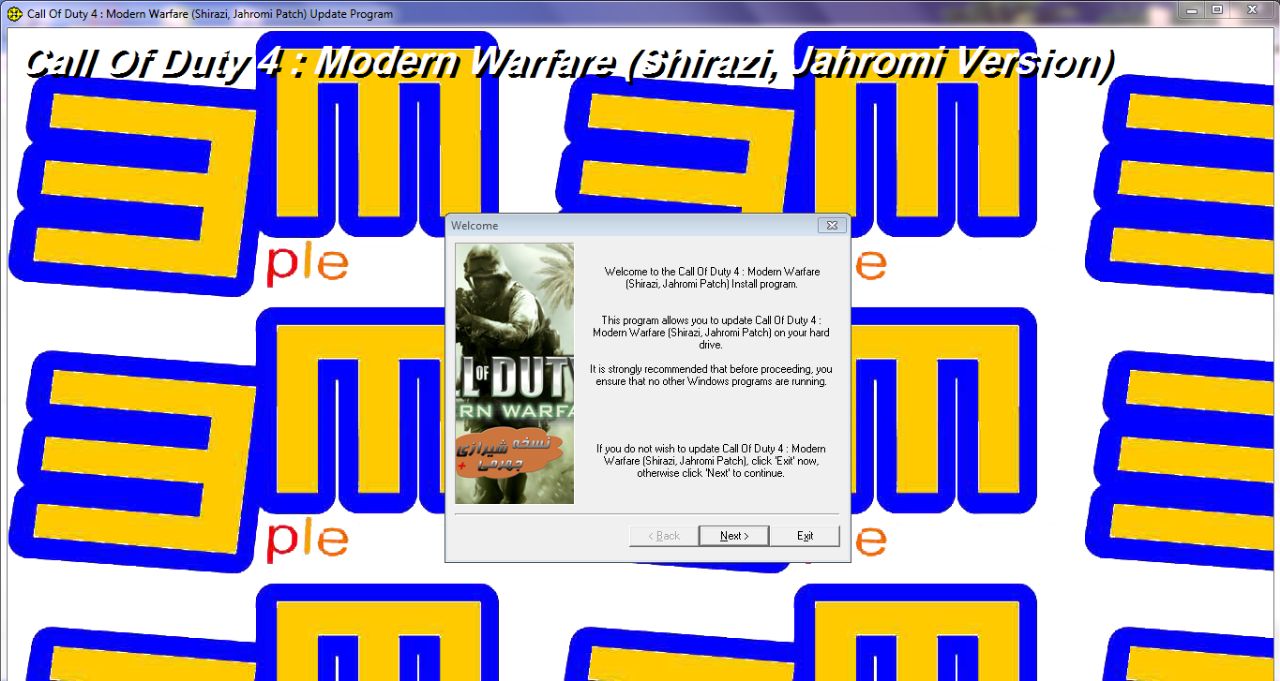 Call Of Duty 4 : Modern Warfare (Shirazi, Jahromi Patch) Update Program
Call Of Duty 4 : Modern Warfare (Shirazi, Jahromi Version)
ple
e
Welcome
LL OF DUTY
ERN WARFA
نسخه شیرازی
+ جهرمی
Welcome to the Call Of Duty 4 : Modern Warfare
(Shirazi, Jahromi Patch) Install program.
This program allows you to update Call Of Duty 4 :
Modern Warfare (Shirazi, Jahromi Patch) on your hard
drive.
It is strongly recommended that before proceeding, you
ensure that no other Windows programs are running.
If you do not wish to update Call Of Duty 4 : Modern
Warfare (Shirazi, Jahromi Patch), click 'Exit' now,
otherwise click 'Next' to continue.
< Back
Next >
Exit
ple
e